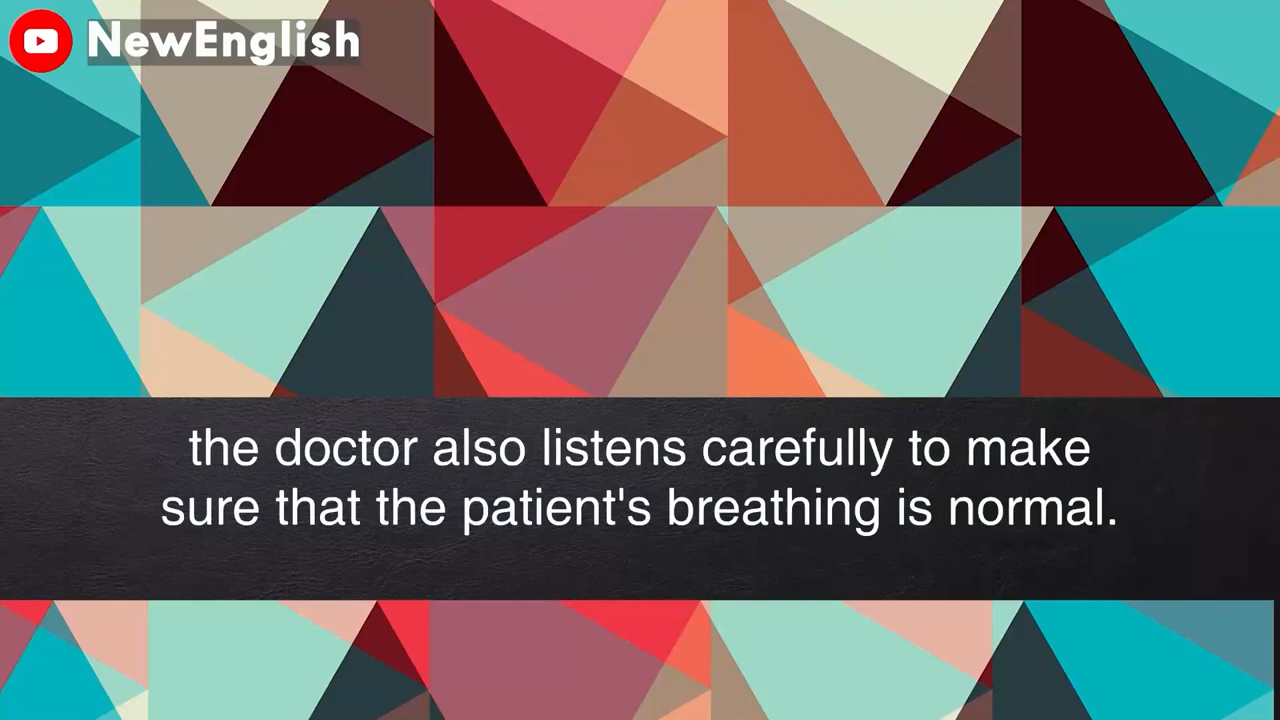 NewEnglish
the doctor also listens carefully to make
sure that the patient's breathing is normal.